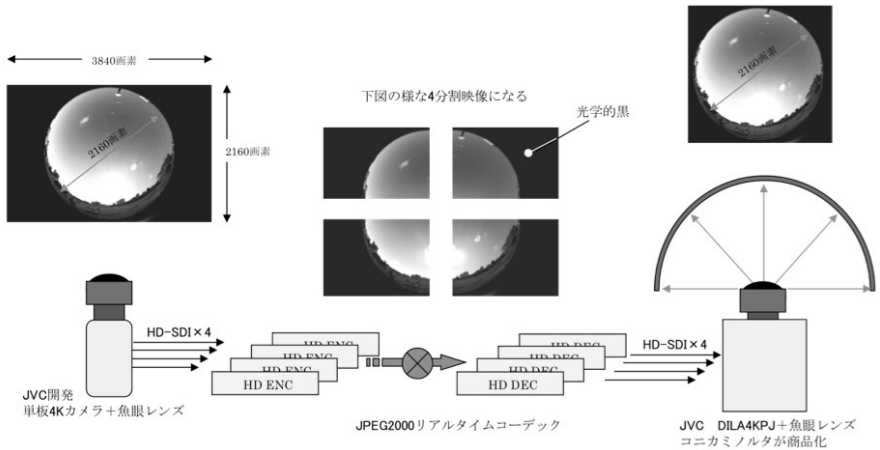 3840画素
2160画素
2160画素
下図の様な4分割映像になる
光学的黒
2160画素
HD-SDI×4
HD ENC
HD ENC
HD ENC
HD ENC
HD DEC
HD DEC
HD DEC
HD DEC
HD-SDI×4
JVC開発
単板4Kカメラ＋魚眼レンズ
JPEG2000リアルタイムコーデック
JVC　DILA4KPJ＋魚眼レンズ
コニカミノルタが商品化